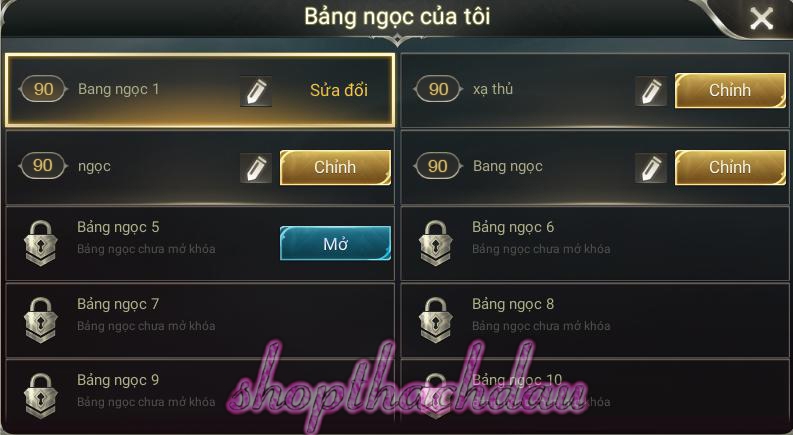 Bảng ngọc của tôi
90 Bang ngọc 1 Sửa đổi
90 xạ thủ Chỉnh
90 ngọc Chỉnh
90 Bang ngọc Chỉnh
Bảng ngọc 5
Bảng ngọc chưa mở khóa
Mở
Bảng ngọc 6
Bảng ngọc chưa mở khóa
Bảng ngọc 7
Bảng ngọc chưa mở khóa
Bảng ngọc 8
Bảng ngọc chưa mở khóa
Bảng ngọc 9
Bảng ngọc chưa mở khóa
Bảng ngọc 10
Bảng ngọc chưa mở khóa
shopthachdau